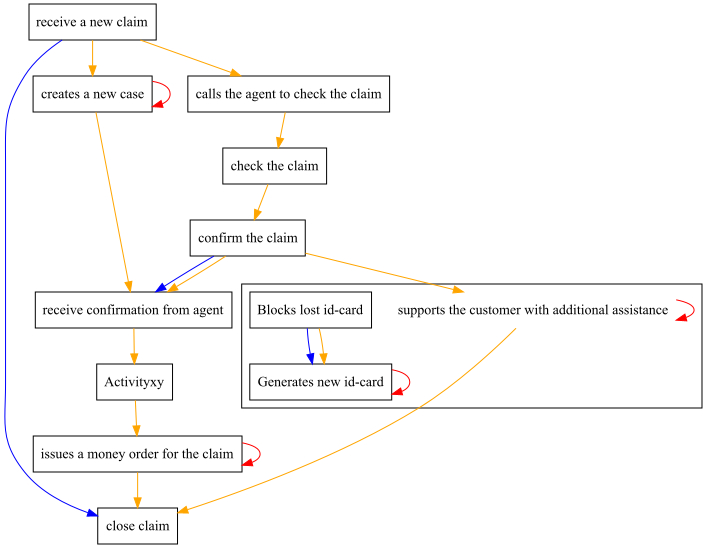 receive a new claim
creates a new case
calls the agent to check the claim
check the claim
confirm the claim
receive confirmation from agent
Blocks lost id-card
supports the customer with additional assistance
Activityxy
Generates new id-card
issues a money order for the claim
close claim